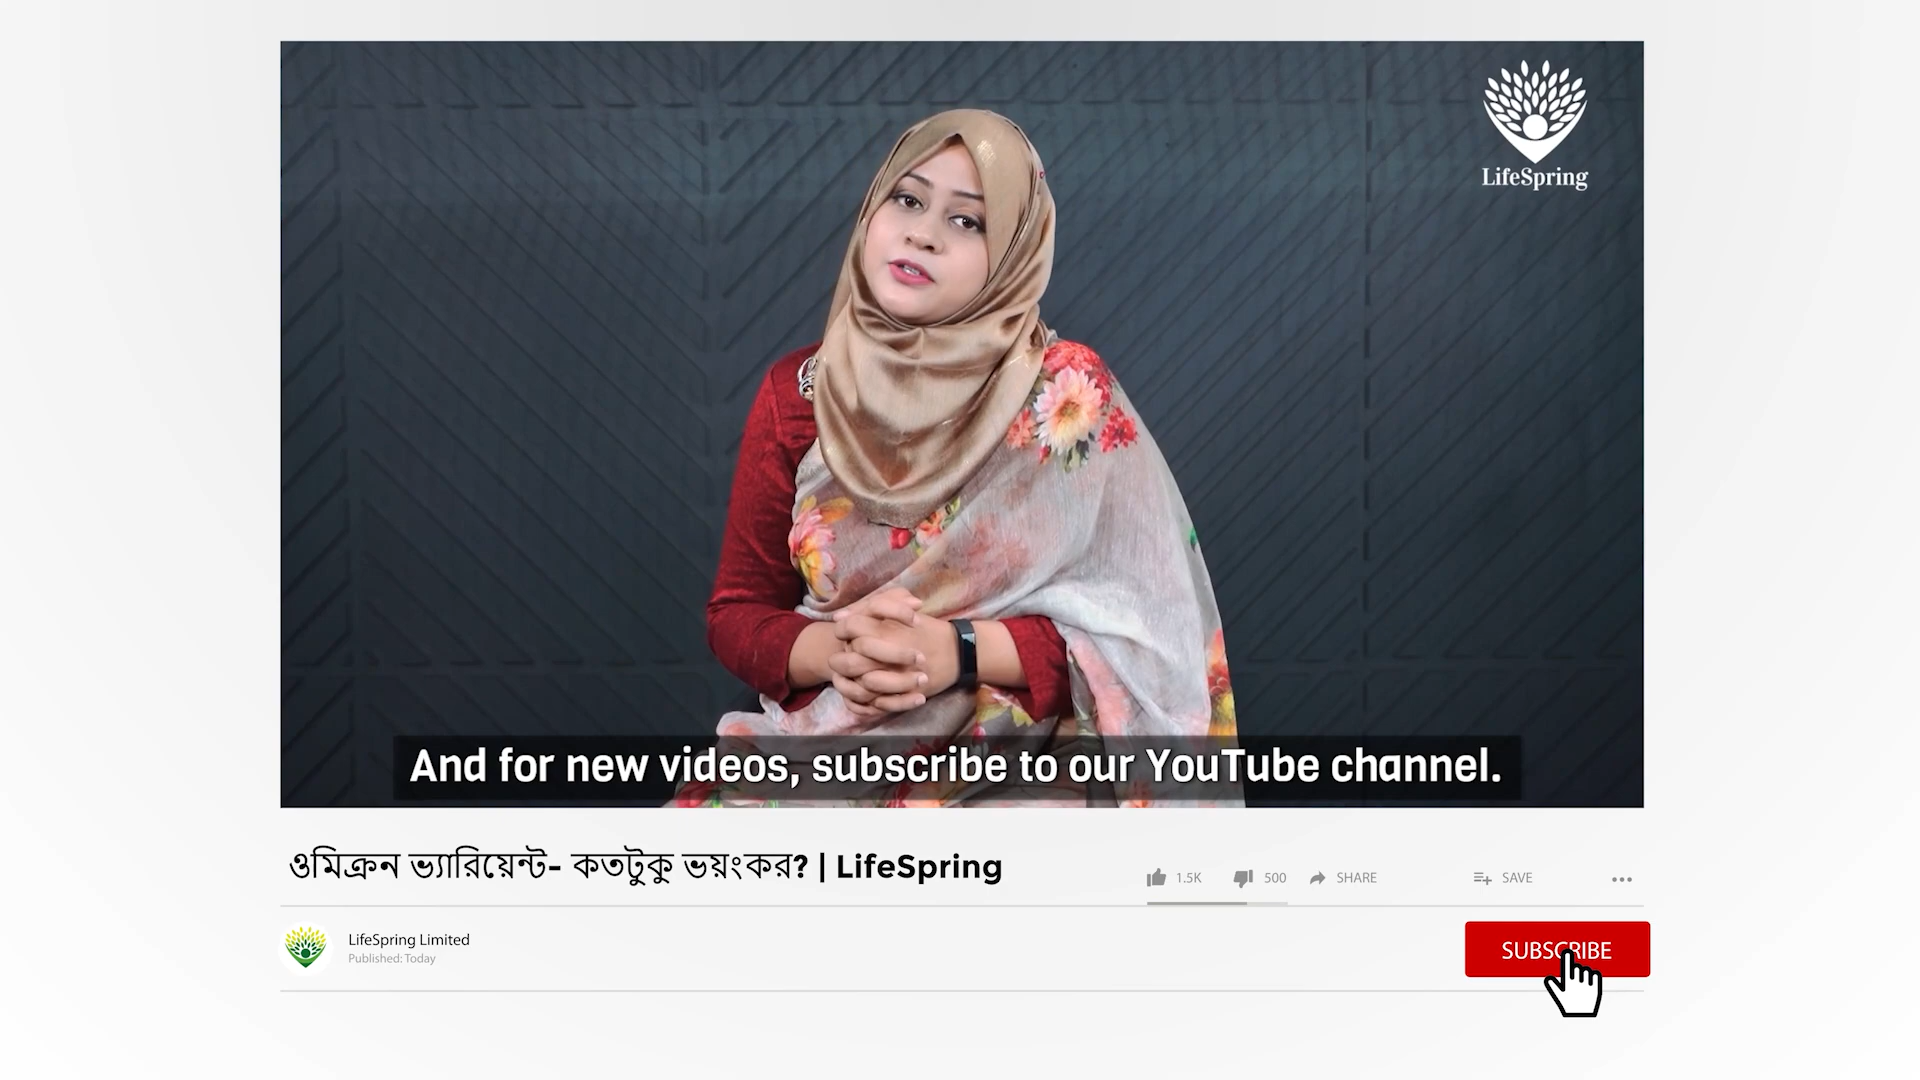 LifeSpring
And for new videos, subscribe to our YouTube channel.
ওমিক্রন ভ্যারিয়েন্ট- কতটুকু ভয়ংকর? | LifeSpring
1.5K 500 SHARE SAVE
LifeSpring Limited
Published: Today
SUBSCRIBE